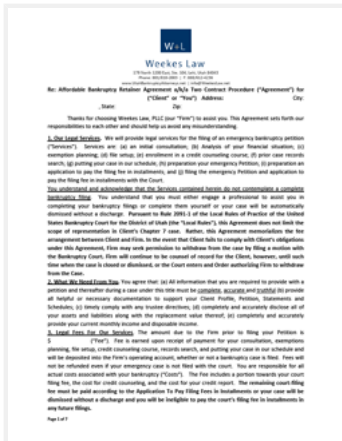 W+L
Weekes Law
Re: Affordable Bankruptcy Retainer Agreement a/k/a Two Contract Procedure ("Agreement") for
("Client" or "You") Address: City:
, State: Zip:
Thanks for choosing Weekes Law, PLLC (our "Firm") to assist you. This Agreement sets forth our
responsibilities to each other and should help us avoid any misunderstanding.
1. Our Legal Services. We will provide legal services for the filing of an emergency bankruptcy petition
("Services"). Services are: (a) an initial consultation, (b) Analysis of your financial situation, (c)
exemption planning; (d) file setup; (e) enrollment in a credit counseling course, (f) prior case records
search; (g) putting your case in our schedule, (h) preparation your emergency Petition, (i) preparation an
application to pay the filing fee in installments, and (j) filing the emergency Petition and application to
pay the filing fee in installments with the Court.
You understand and acknowledge that the Services contained herein do not contemplate a complete
bankruptcy filing. You understand that you must either engage a professional to assist you in
completing your bankruptcy filings or complete them yourself or your case will be automatically
dismissed without a discharge. Pursuant to Rule 2091-1 of the Local Rules of Practice of the United
States Bankruptcy Court for the District of Utah (the "Local Rules"), this Agreement does not limit the
scope of representation in Client's Chapter 7 case. Rather, this Agreement memorializes the fee
arrangement between Client and Firm. In the event that Client fails to comply with Client's obligations
under this Agreement, Firm may seek permission to withdraw from the case by filing a motion with
the Bankruptcy Court. Firm will continue to be counsel of record for the Client, however, until such
time when the case is closed or dismissed, or the Court enters and Order authorizing Firm to withdraw
from the Case.
2. What We Need From You. You agree that: (a) All information that you are required to provide with a
petition and thereafter during a case under this title must be complete, accurate and truthful (b) provide
all helpful or necessary documentation to support your Client Profile, Petition, Statements and
Schedules, (c) timely comply with any trustee directives, (d) completely and accurately disclose all of
your assets and liabilities along with the replacement value thereof, (e) completely and accurately
provide your current monthly income and disposable income.
3. Legal Fees For Our Services. The amount due to the Firm prior to filing your Petition is
$ ("Fee"). Fee is earned upon receipt of payment for your consultation, exemptions
planning, file setup, credit counseling course, records search, and putting your case in our schedule and
will be deposited into the Firm's operating account, whether or not a bankruptcy case is filed. Fees will
not be refunded even if your emergency case is not filed with the court. You are responsible for all
actual costs associated with your bankruptcy ("Costs"). The Fee includes a portion towards your court
filing fee, the cost for credit counseling, and the cost for your credit report. The remaining court filing
fee must be paid according to the Application To Pay Filing Fees in Installments or your case will be
dismissed without a discharge and you will be ineligible to pay the court's filing fee in installments in
any future filings.
Page 1 of 7